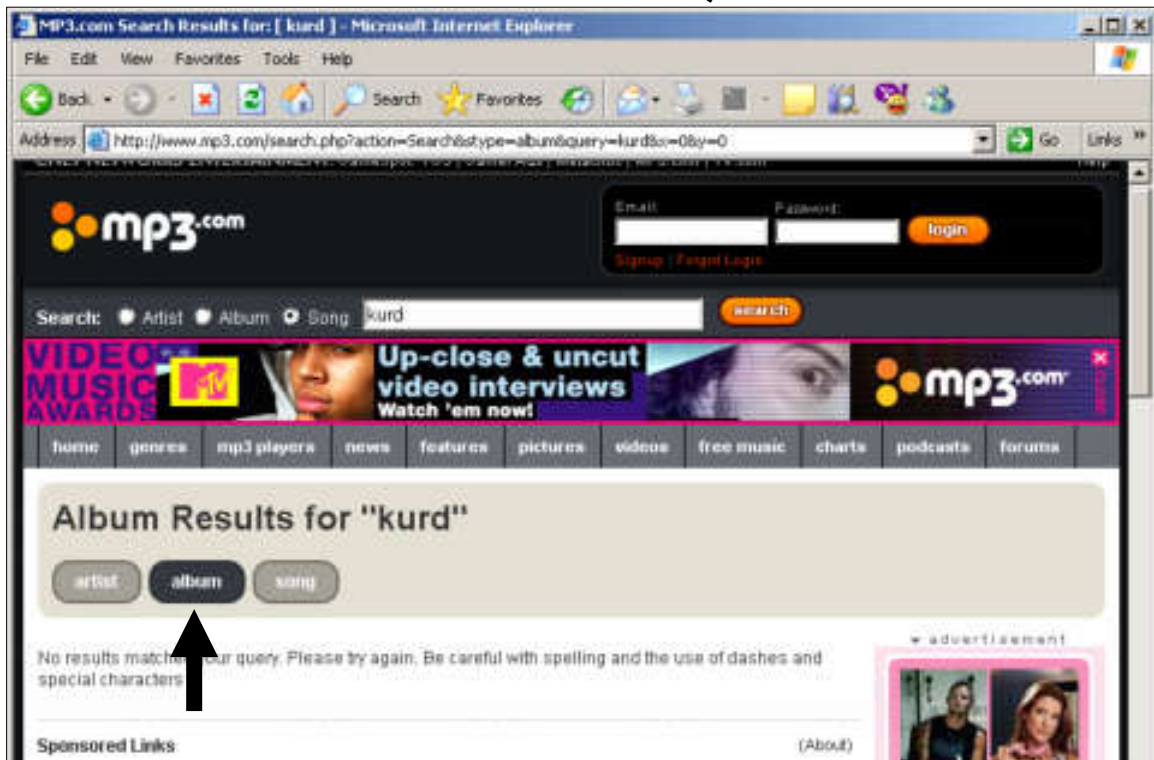 MP3.com Search Results for: [ kurd ] - Microsoft Internet Explorer
File Edit View Favorites Tools Help
Back Search Favorites
Address http://www.mp3.com/search.php?action=Search&stype=album&query=kurd&x=0&y=0 Go Links »
Help
mp3.com
Email: Password:
login
Signup | Forgot Login
Search: Artist Album Song kurd search
VIDEO MUSIC AWARDS
MTV
Up-close & uncut
video interviews
Watch 'em now!
mp3.com
home genres mp3 players news features pictures videos free music charts podcasts forums
Album Results for "kurd"
artist album song
advertisement
No results matche our query. Please try again. Be careful with spelling and the use of dashes and
special characters
Sponsored Links (About)